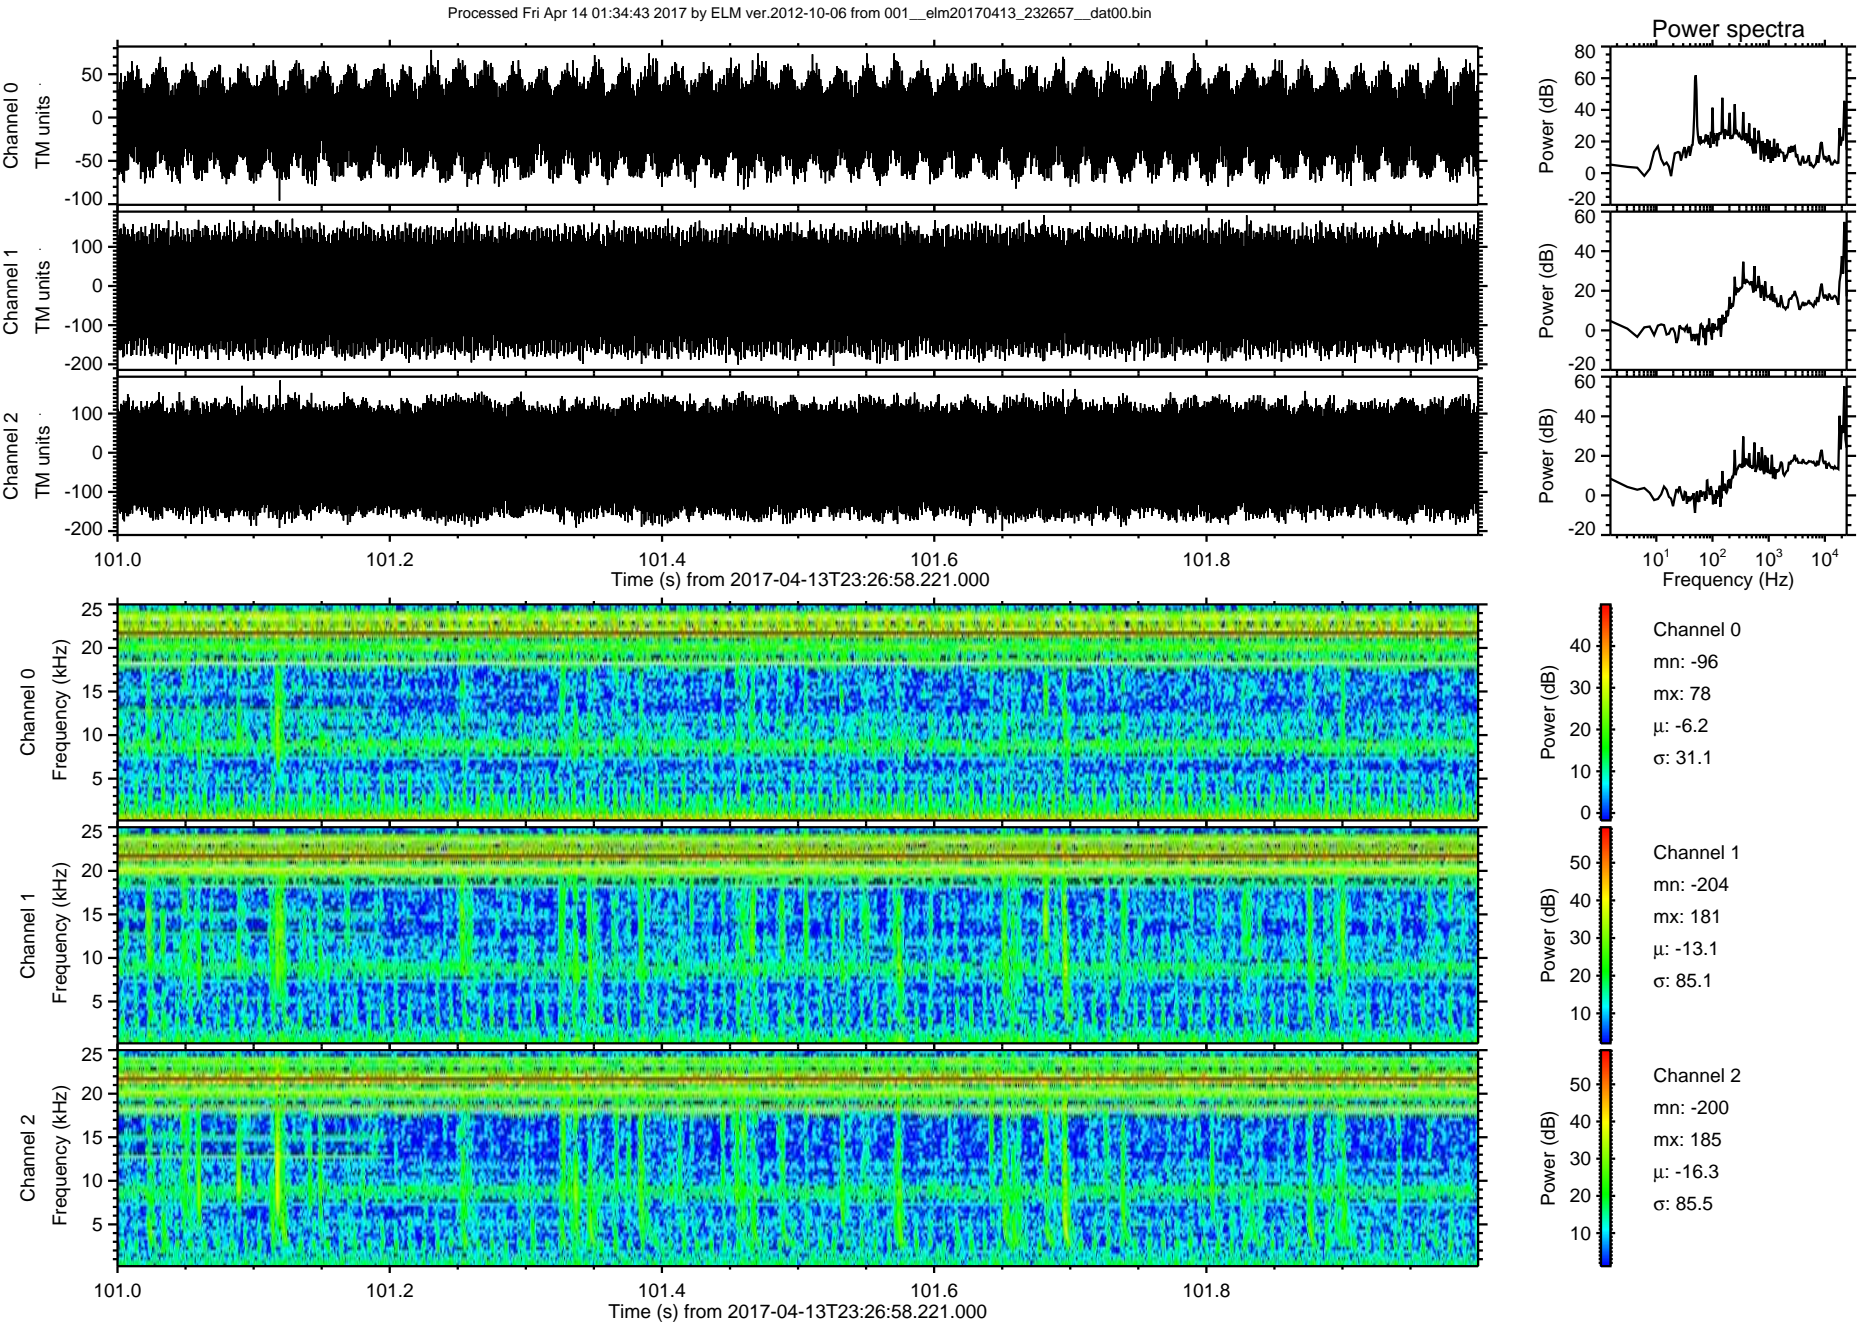 Processed Fri Apr 14 01:34:43 2017 by ELM ver.2012-10-06 from 001__elm20170413_232657__dat00.bin
Power spectra
Channel 0
TM units
50
0
-50
-100
Power (dB)
80
60
40
20
0
-20
Channel 1
TM units
100
0
-100
-200
Power (dB)
60
40
20
0
-20
Channel 2
TM units
100
0
-100
-200
Power (dB)
60
40
20
0
-20
101.0 101.2 101.4 101.6 101.8
Time (s) from 2017-04-13T23:26:58.221.000
10^1 10^2 10^3 10^4
Frequency (Hz)
Channel 0
Frequency (kHz)
25
20
15
10
5
Power (dB)
40
30
20
10
0
Channel 0
mn: -96
mx: 78
μ: -6.2
σ: 31.1
Channel 1
Frequency (kHz)
25
20
15
10
5
Power (dB)
50
40
30
20
10
Channel 1
mn: -204
mx: 181
μ: -13.1
σ: 85.1
Channel 2
Frequency (kHz)
25
20
15
10
5
Power (dB)
50
40
30
20
10
Channel 2
mn: -200
mx: 185
μ: -16.3
σ: 85.5
101.0 101.2 101.4 101.6 101.8
Time (s) from 2017-04-13T23:26:58.221.000